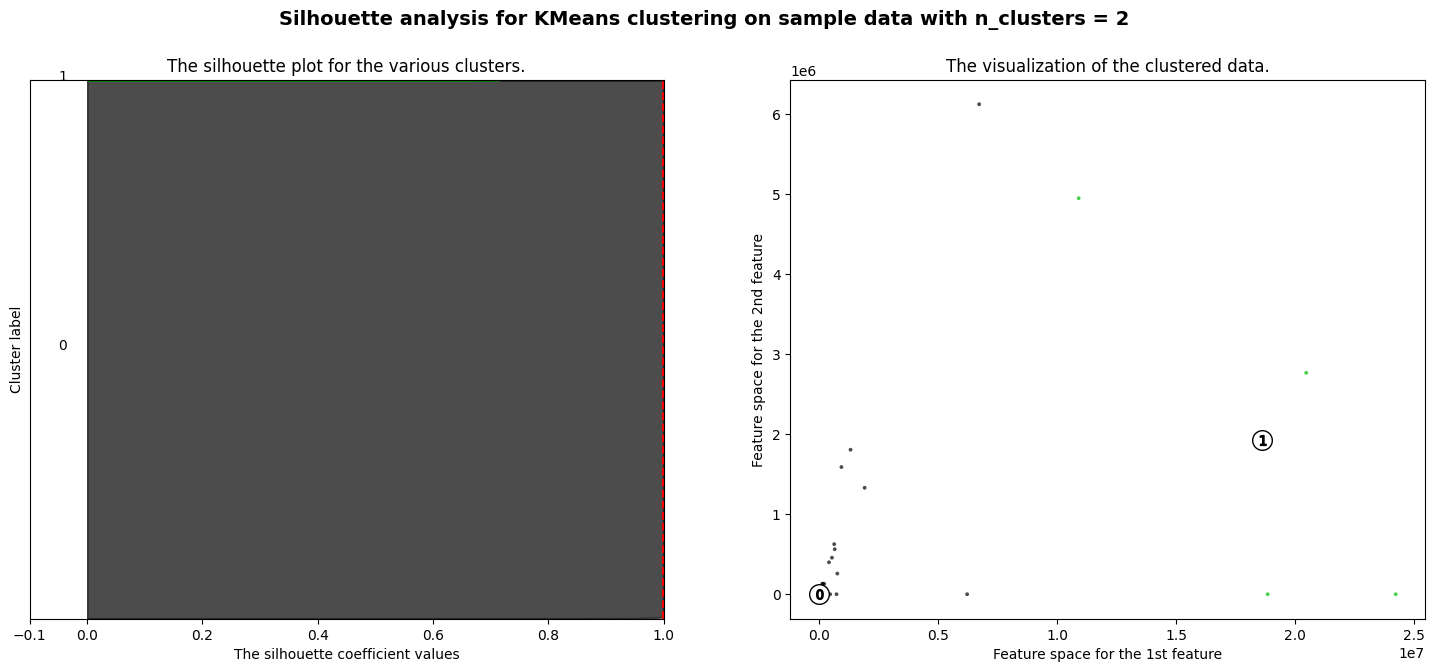 Silhouette analysis for KMeans clustering on sample data with n_clusters = 2
The silhouette plot for the various clusters.
1
0
Cluster label
−0.1 0.0 0.2 0.4 0.6 0.8 1.0
The silhouette coefficient values
The visualization of the clustered data.
1e6
6
5
4
3
2
1
0
Feature space for the 2nd feature
1
0
0.0 0.5 1.0 1.5 2.0 2.5
1e7
Feature space for the 1st feature